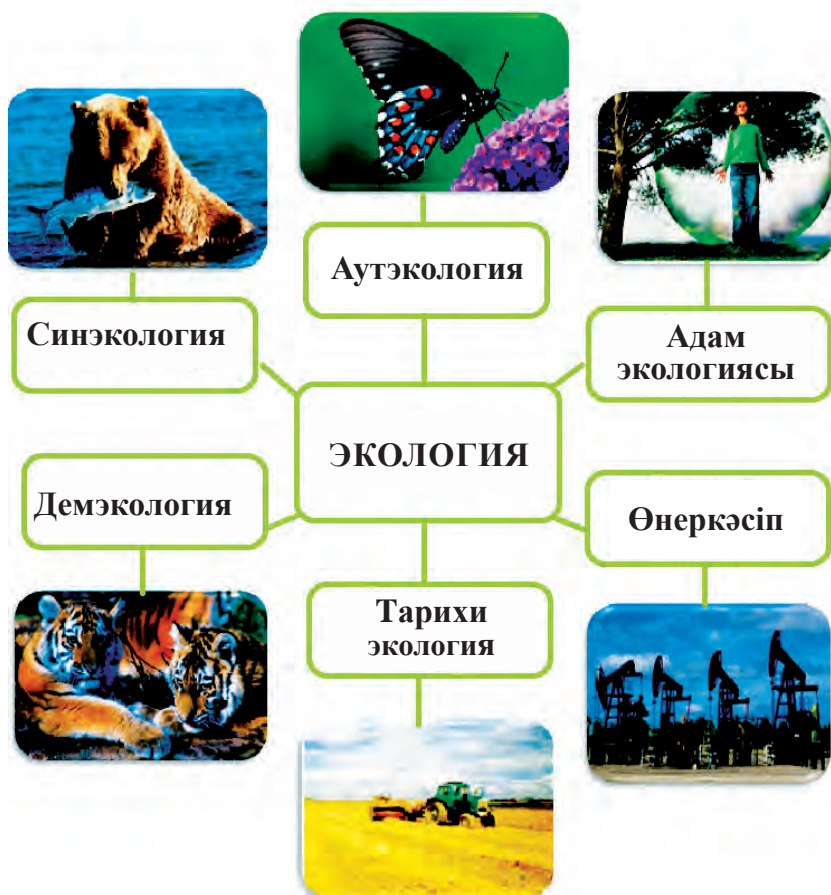 Аутэкология
Синэкология
Адам
экологиясы
ЭКОЛОГИЯ
Демэкология
Өнеркәсіп
Тарихи
экология